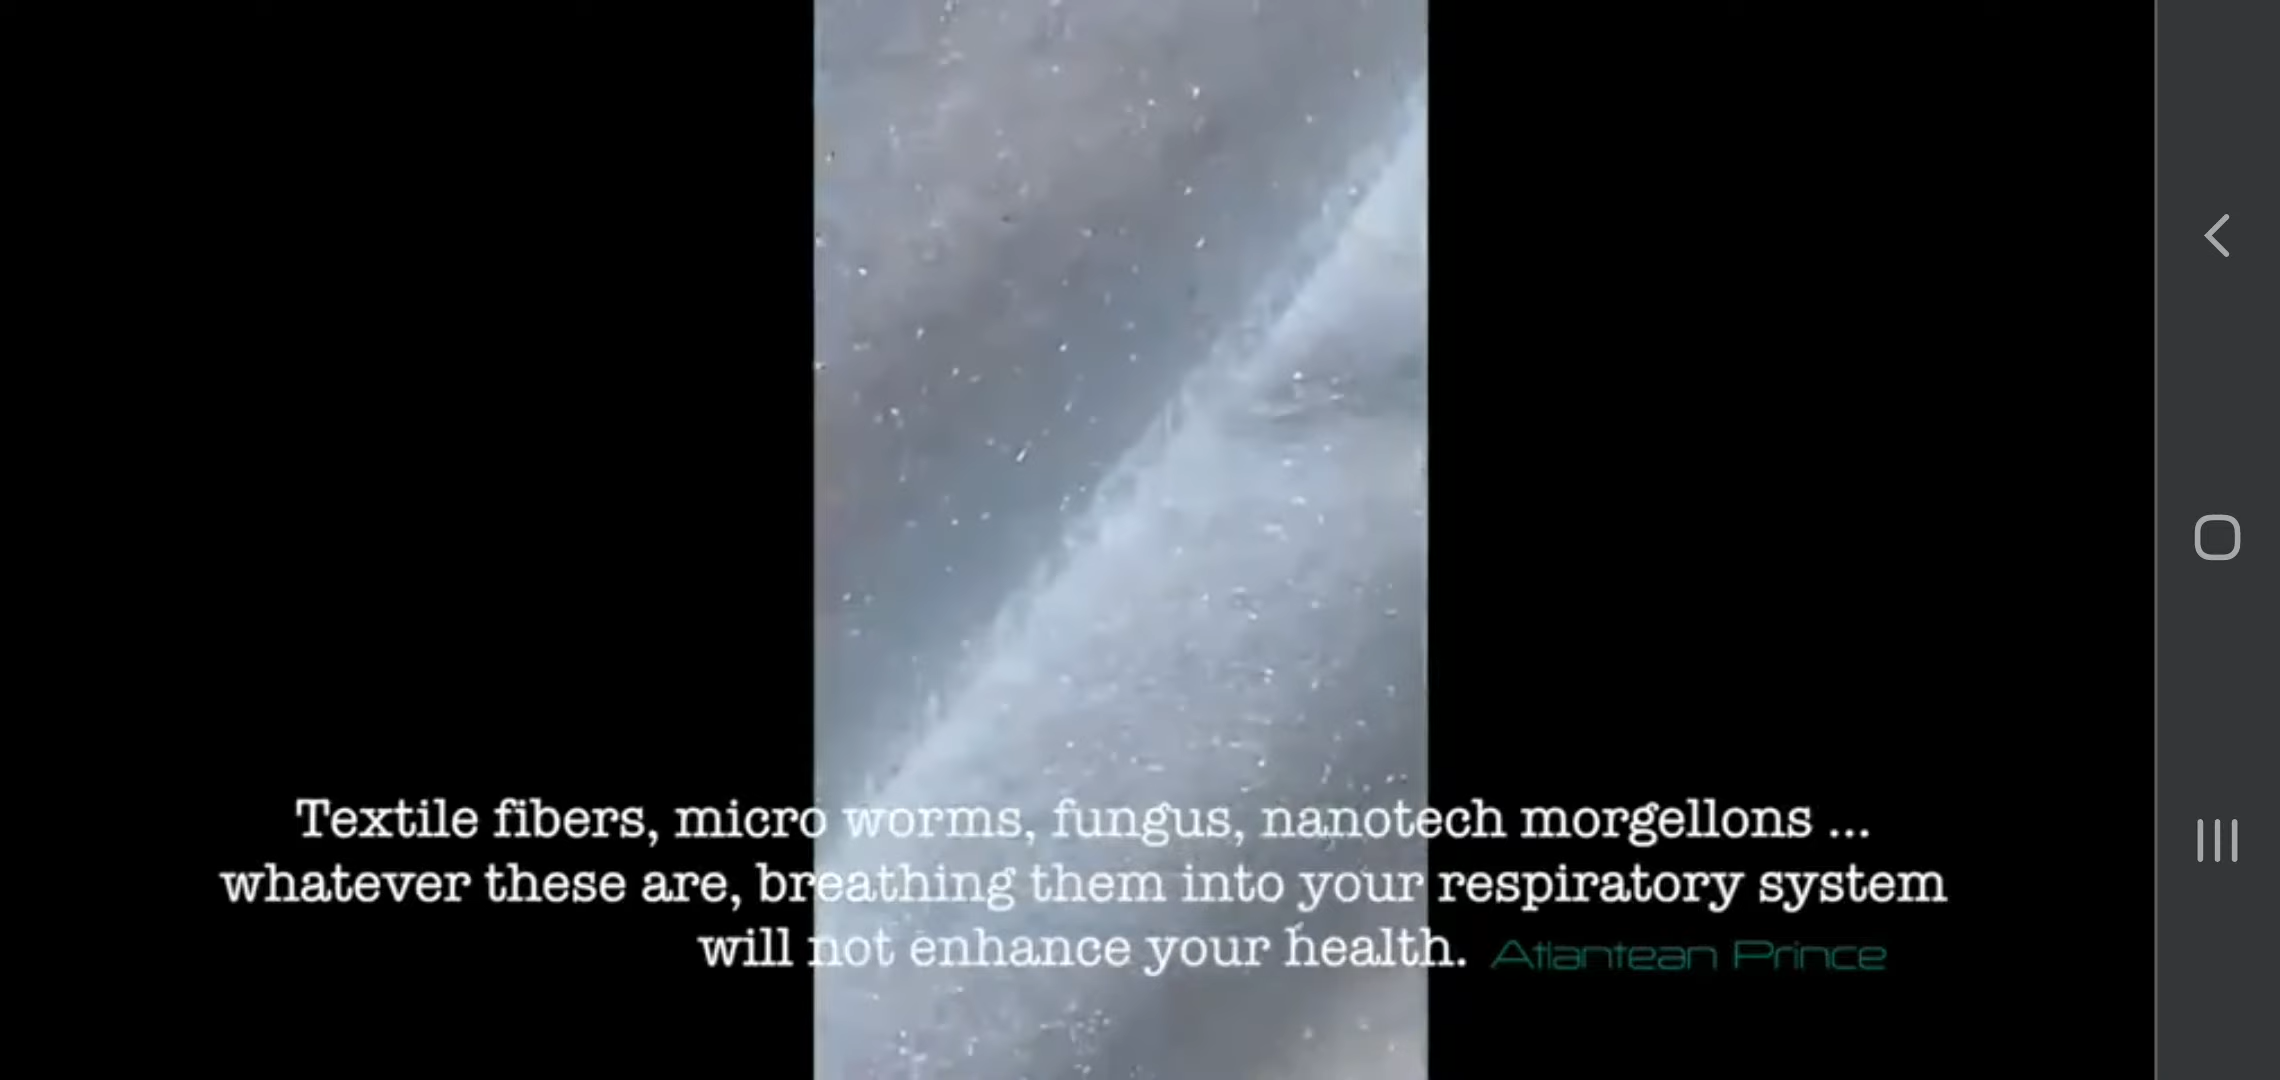 Textile fibers, micro worms, fungus, nanotech morgellons ...
whatever these are, breathing them into your respiratory system
will not enhance your health. Atlantean Prince